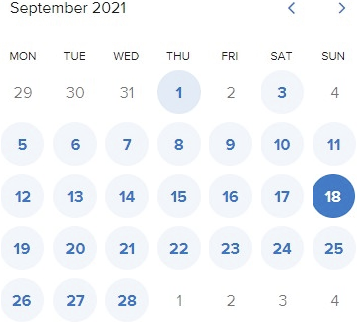 September 2021
MON TUE WED THU FRI SAT SUN
29 30 31 1 2 3 4
5 6 7 8 9 10 11
12 13 14 15 16 17 18
19 20 21 22 23 24 25
26 27 28 1 2 3 4